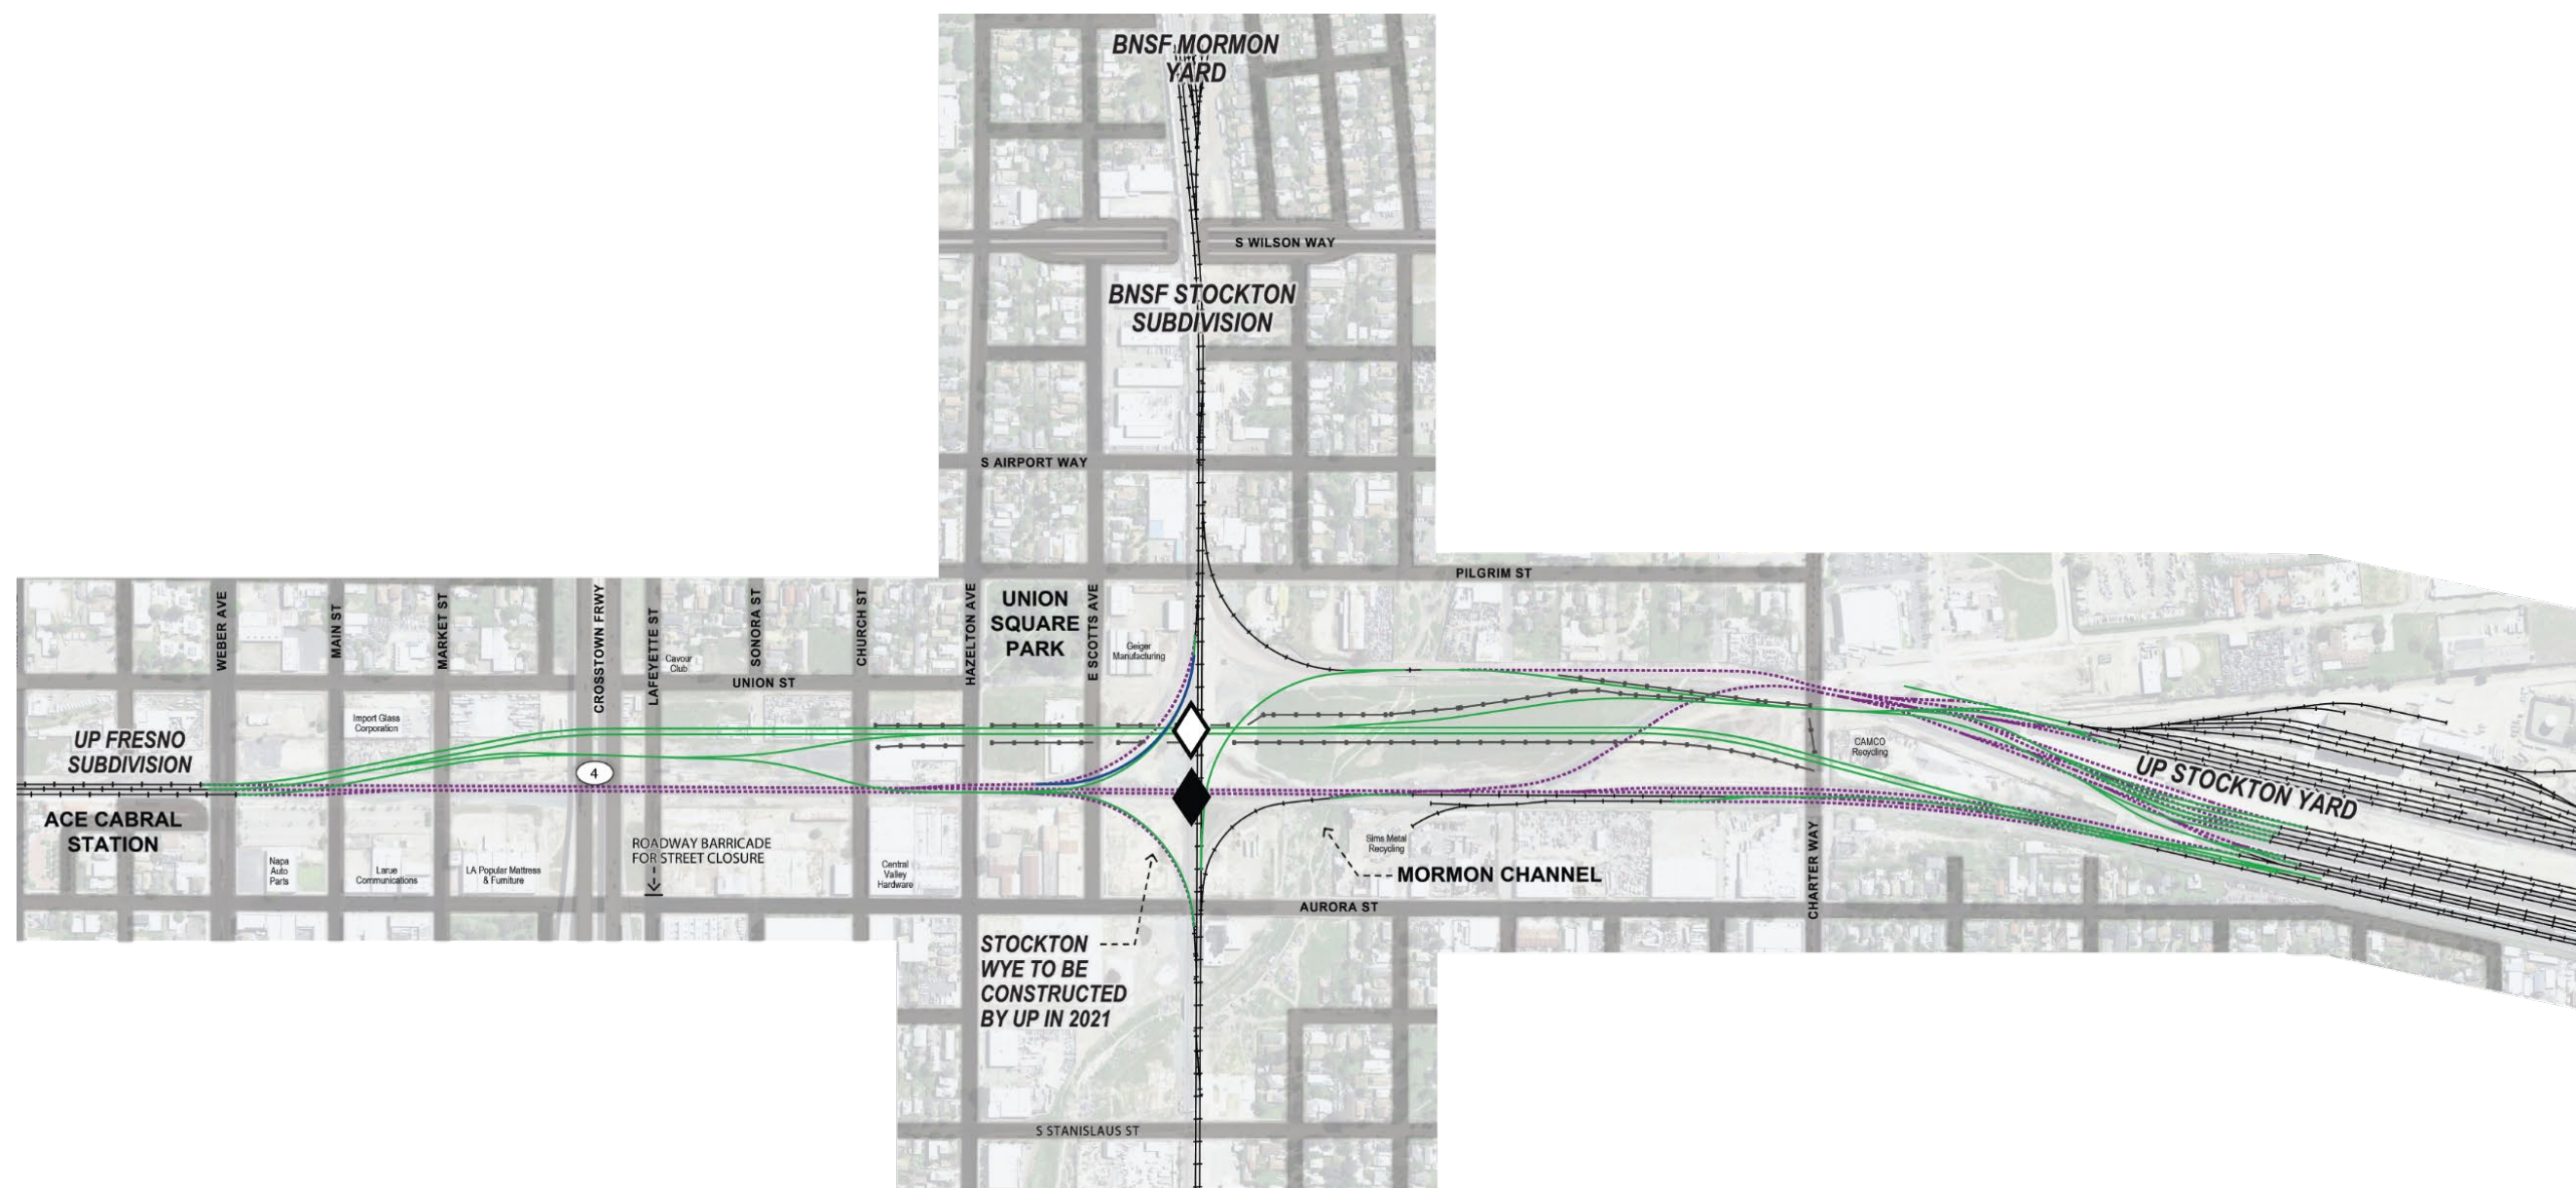 BNSF MORMON
YARD
S WILSON WAY
BNSF STOCKTON
SUBDIVISION
S AIRPORT WAY
PILGRIM ST
WEBER AVE
MAIN ST
MARKET ST
CROSSTOWN FRWY
LAFAYETTE ST
Cavour
Club
SONORA ST
CHURCH ST
HAZELTON AVE
UNION
SQUARE
PARK
E SCOTTS AVE
Geiger
Manufacturing
UNION ST
Import Glass
Corporation
UP FRESNO
SUBDIVISION
4
CAMCO
Recycling
UP STOCKTON YARD
ACE CABRAL
STATION
Napa
Auto
Parts
Larue
Communications
LA Popular Mattress
& Furniture
ROADWAY BARRICADE
FOR STREET CLOSURE
Central
Valley
Hardware
Sims Metal
Recycling
MORMON CHANNEL
CHARTER WAY
AURORA ST
STOCKTON
WYE TO BE
CONSTRUCTED
BY UP IN 2021
S STANISLAUS ST